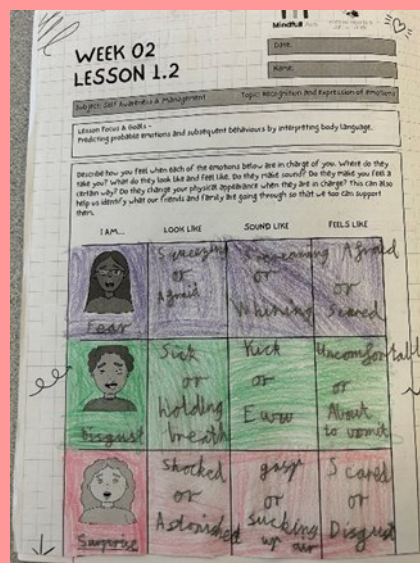 Mindfull
WEEK 02
LESSON 1.2
Date:
Name:
Subject: Self Awareness & Management
Topic: Recognition and Expression of Emotions
Lesson Focus & Goals -
Predicting probable emotions and subsequent behaviours by interpreting body language.
Describe how you feel when each of the emotions below are in charge of you. Where do they
take you? What do they look like and feel like. Do they make sound? Do they make you feel a
certain way? Do they change your physical appearance when they are in charge? This can also
help us identify what our friends and family are going through so that we too can support
them.
I AM... LOOK LIKE SOUND LIKE FEELS LIKE
Fear
or
Afraid
Screaming
or
Whining
Afraid
or
Scared
Disgust
Sick
or
Holding
breath
Yuck
or
Eww
Uncomfortabl
or
About
to vomit
Surprise
Shocked
or
Astonished
gasp
or
Sucking
up air
Scared
or
Disgust